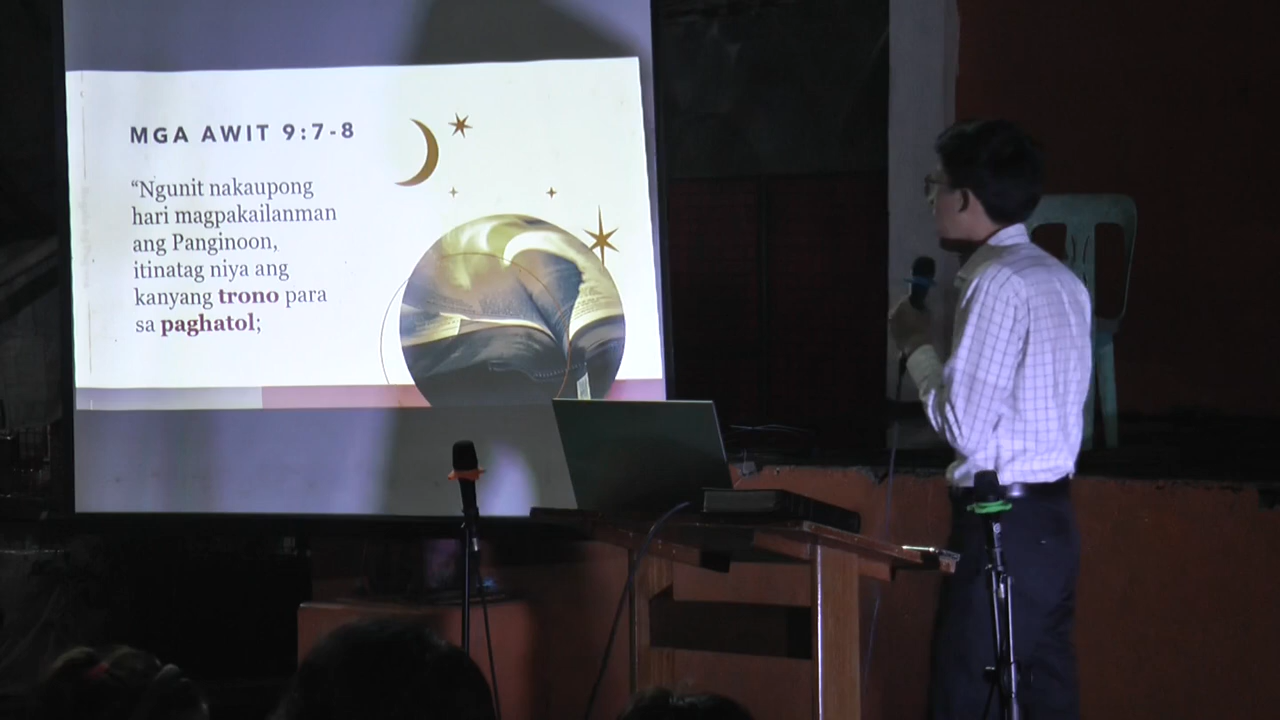 MGA AWIT 9:7-8
“Ngunit nakaupong
hari magpakailanman
ang Panginoon,
itinatag niya ang
kanyang trono para
sa paghatol;